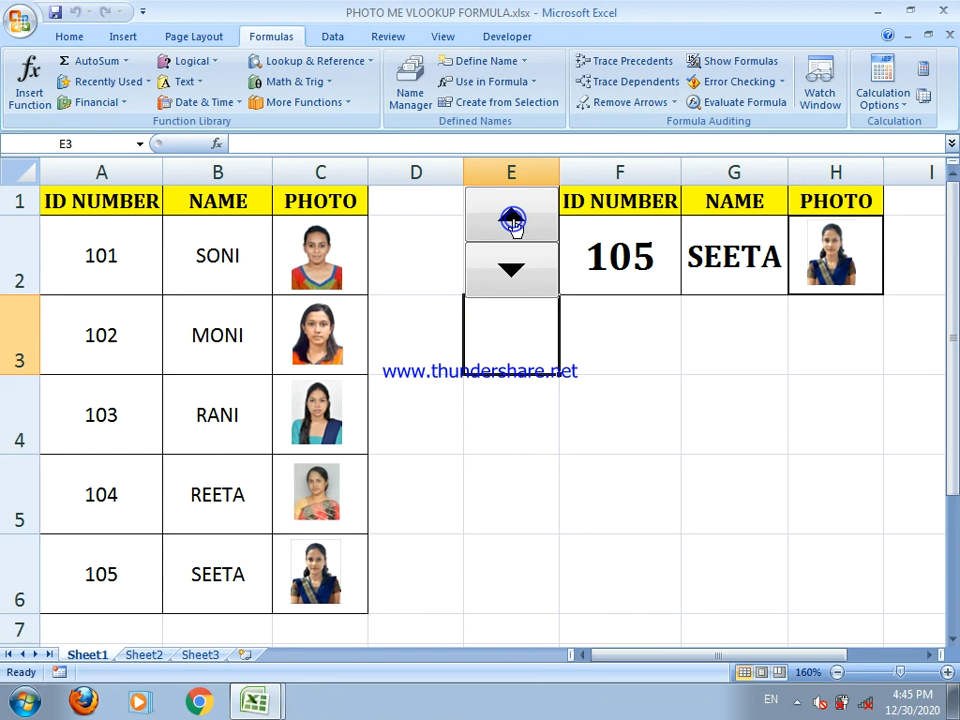 PHOTO ME VLOOKUP FORMULA.xlsx - Microsoft Excel
Home Insert Page Layout Formulas Data Review View Developer
Insert Function
AutoSum
Recently Used
Financial
Logical
Text
Date & Time
Lookup & Reference
Math & Trig
More Functions
Function Library
Name Manager
Define Name
Use in Formula
Create from Selection
Defined Names
Trace Precedents
Trace Dependents
Remove Arrows
Show Formulas
Error Checking
Evaluate Formula
Formula Auditing
Watch Window
Calculation Options
Calculation
E3
fx
A B C D E F G H I
1 ID NUMBER NAME PHOTO ID NUMBER NAME PHOTO
2 101 SONI 105 SEETA
3 102 MONI
www.thundershare.net
4 103 RANI
5 104 REETA
6 105 SEETA
7
Sheet1 Sheet2 Sheet3
Ready 160%
EN 4:45 PM
12/30/2020